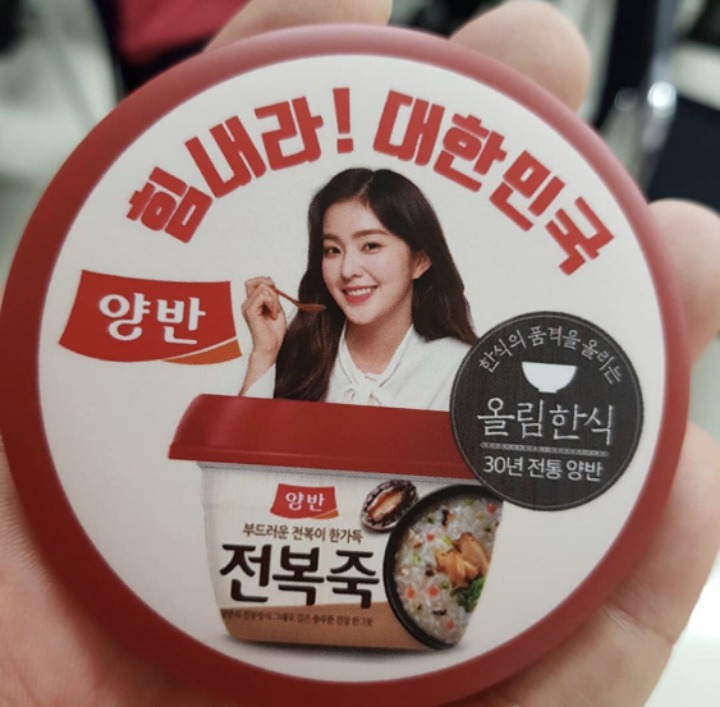 힘내라! 대한민국
양반
한식의 품격을 올리는
올림한식
30년 전통 양반
양반
부드러운 전복이 한가득
전복죽